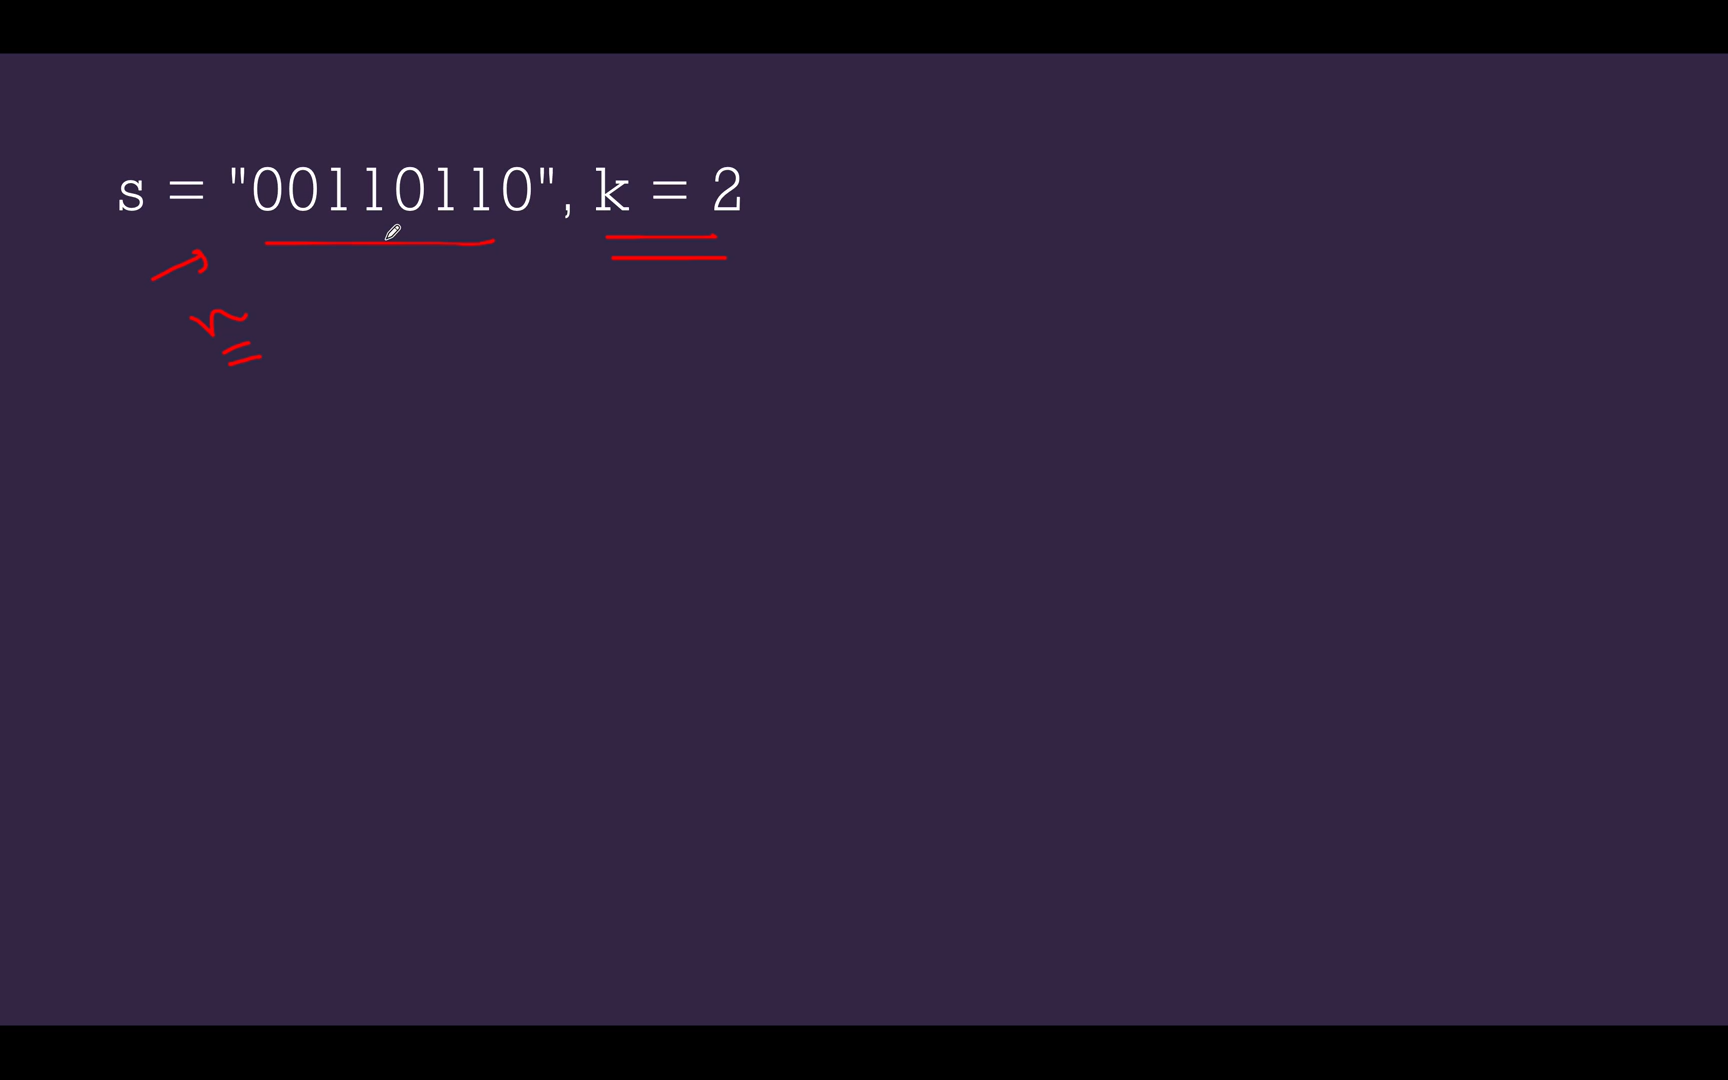 s = "00110110", k = 2
n